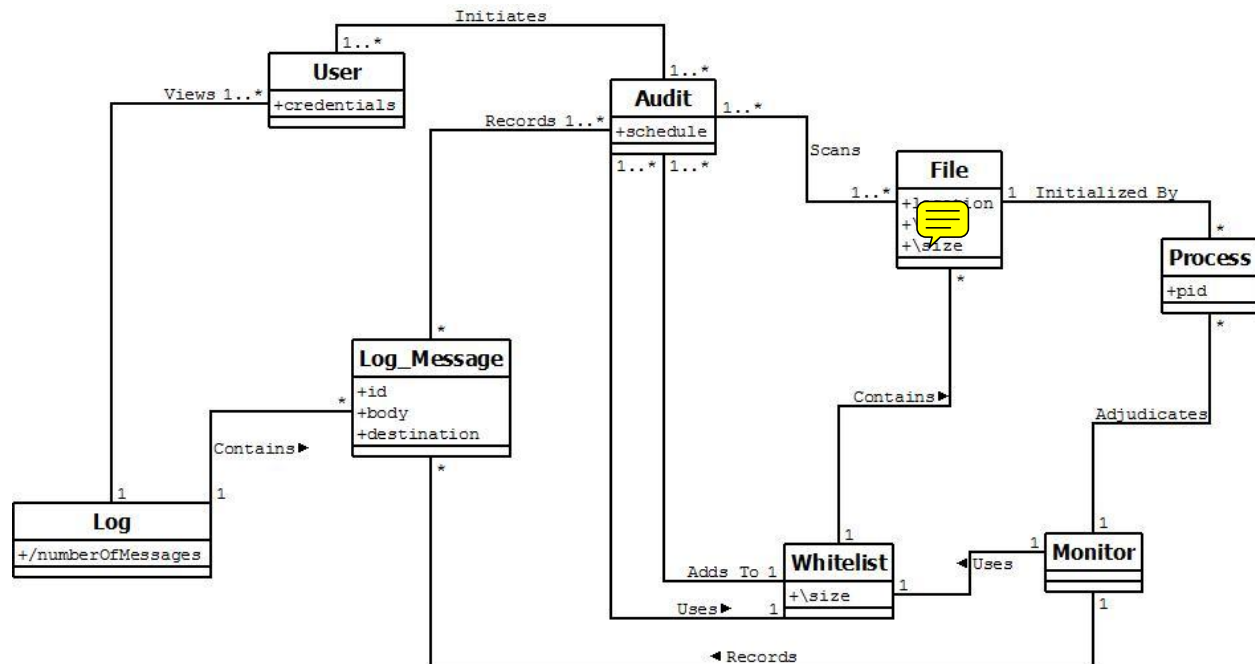 Initiates
1..*
User
+credentials
Views 1..*
1..*
Audit
+schedule
Records 1..*
1..*
1..* 1..*
Scans
1..*
File
+location
+\size
*
1 Initialized By
*
Process
+pid
*
*
Log_Message
+id
+body
+destination
*
*
Contains►
1
1
Log
+/numberOfMessages
Contains►
Adjudicates
1
1
Whitelist
+\size
Adds To 1
Uses► 1
1
◄Uses
1
Monitor
1
◄ Records